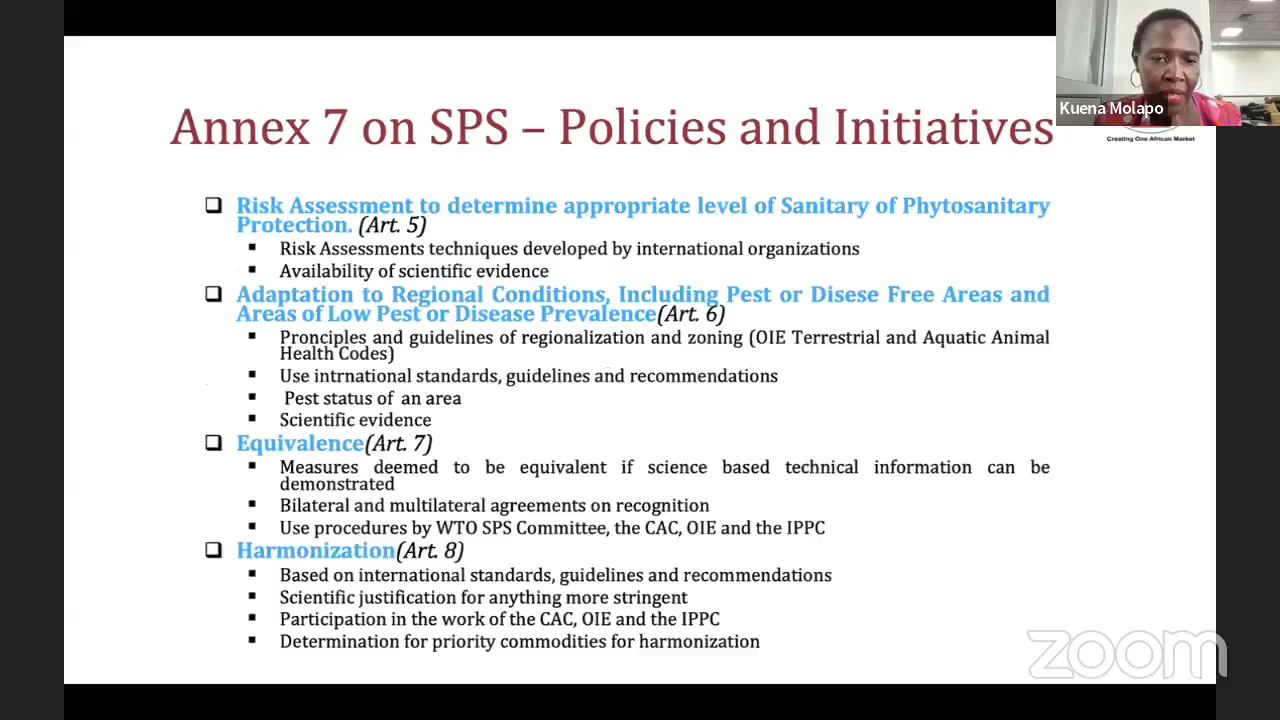 Kuena Molapo
Creating One African Market
Annex 7 on SPS – Policies and Initiatives
❑ Risk Assessment to determine appropriate level of Sanitary of Phytosanitary
Protection. (Art. 5)
▪ Risk Assessments techniques developed by international organizations
▪ Availability of scientific evidence
❑ Adaptation to Regional Conditions, Including Pest or Disese Free Areas and
Areas of Low Pest or Disease Prevalence(Art. 6)
▪ Pronciples and guidelines of regionalization and zoning (OIE Terrestrial and Aquatic Animal
Health Codes)
▪ Use intrnational standards, guidelines and recommendations
▪ Pest status of an area
▪ Scientific evidence
❑ Equivalence(Art. 7)
▪ Measures deemed to be equivalent if science based technical information can be
demonstrated
▪ Bilateral and multilateral agreements on recognition
▪ Use procedures by WTO SPS Committee, the CAC, OIE and the IPPC
❑ Harmonization(Art. 8)
▪ Based on international standards, guidelines and recommendations
▪ Scientific justification for anything more stringent
▪ Participation in the work of the CAC, OIE and the IPPC
▪ Determination for priority commodities for harmonization
zoom